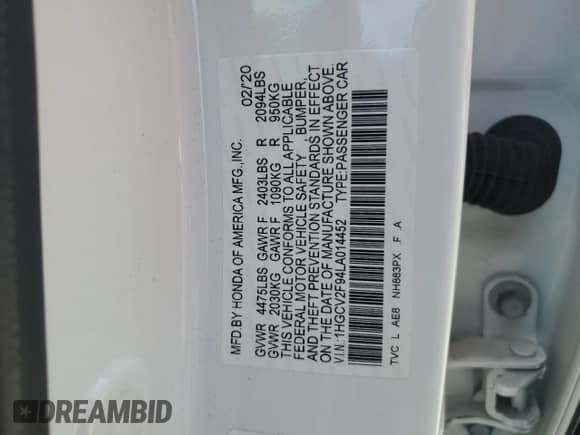 MFD.BY HONDA OF AMERICA MFG.,INC. 02/'20
GVWR 4475LBS GAWR F 2403LBS R 2094LBS
GVWR 2030KG GAWR F 1090KG R 950KG
THIS VEHICLE CONFORMS TO ALL APPLICABLE
FEDERAL MOTOR VEHICLE SAFETY , BUMPER,
AND THEFT PREVENTION STANDARDS IN EFFECT
ON THE DATE OF MANUFACTURE SHOWN ABOVE.
V.I.N.:1HGCV2F94LA014452 TYPE:PASSENGER CAR
TVC L AE8 NH883PX F A
DREAMBID